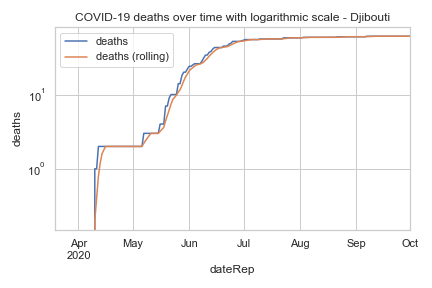 COVID-19 deaths over time with logarithmic scale - Djibouti
deaths
deaths (rolling)
10¹
10⁰
deaths
Apr May Jun Jul Aug Sep Oct
2020
dateRep